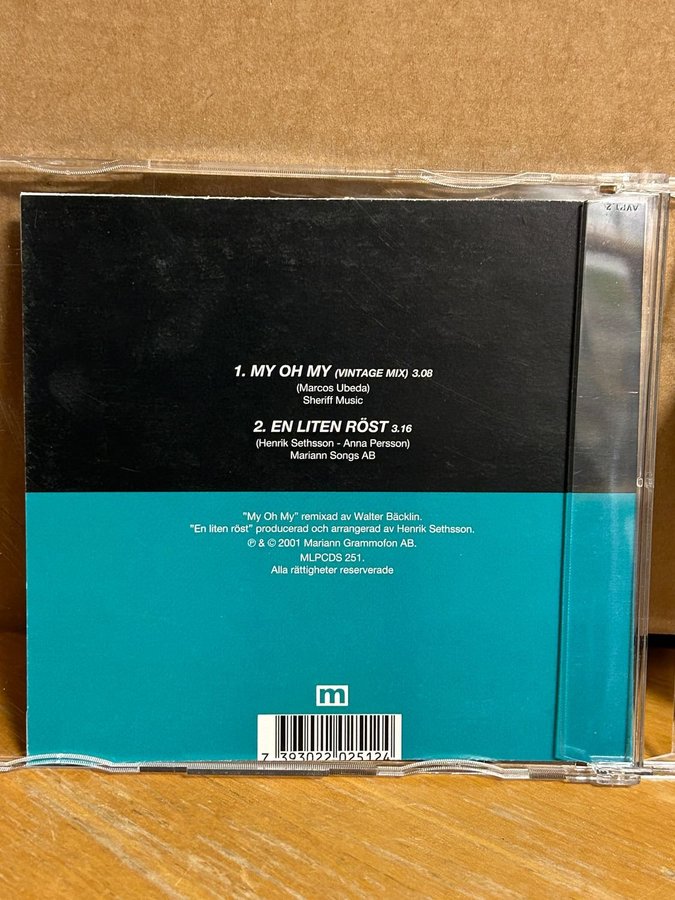 AVP1 2
1. MY OH MY (VINTAGE MIX) 3.08
(Marcos Ubeda)
Sheriff Music
2. EN LITEN RÖST 3.16
(Henrik Sethsson - Anna Persson)
Mariann Songs AB
"My Oh My" remixad av Walter Bäcklin.
"En liten röst" producerad och arrangerad av Henrik Sethsson.
℗ & © 2001 Mariann Grammofon AB.
MLPCDS 251.
Alla rättigheter reserverade
m
7 393022 025124